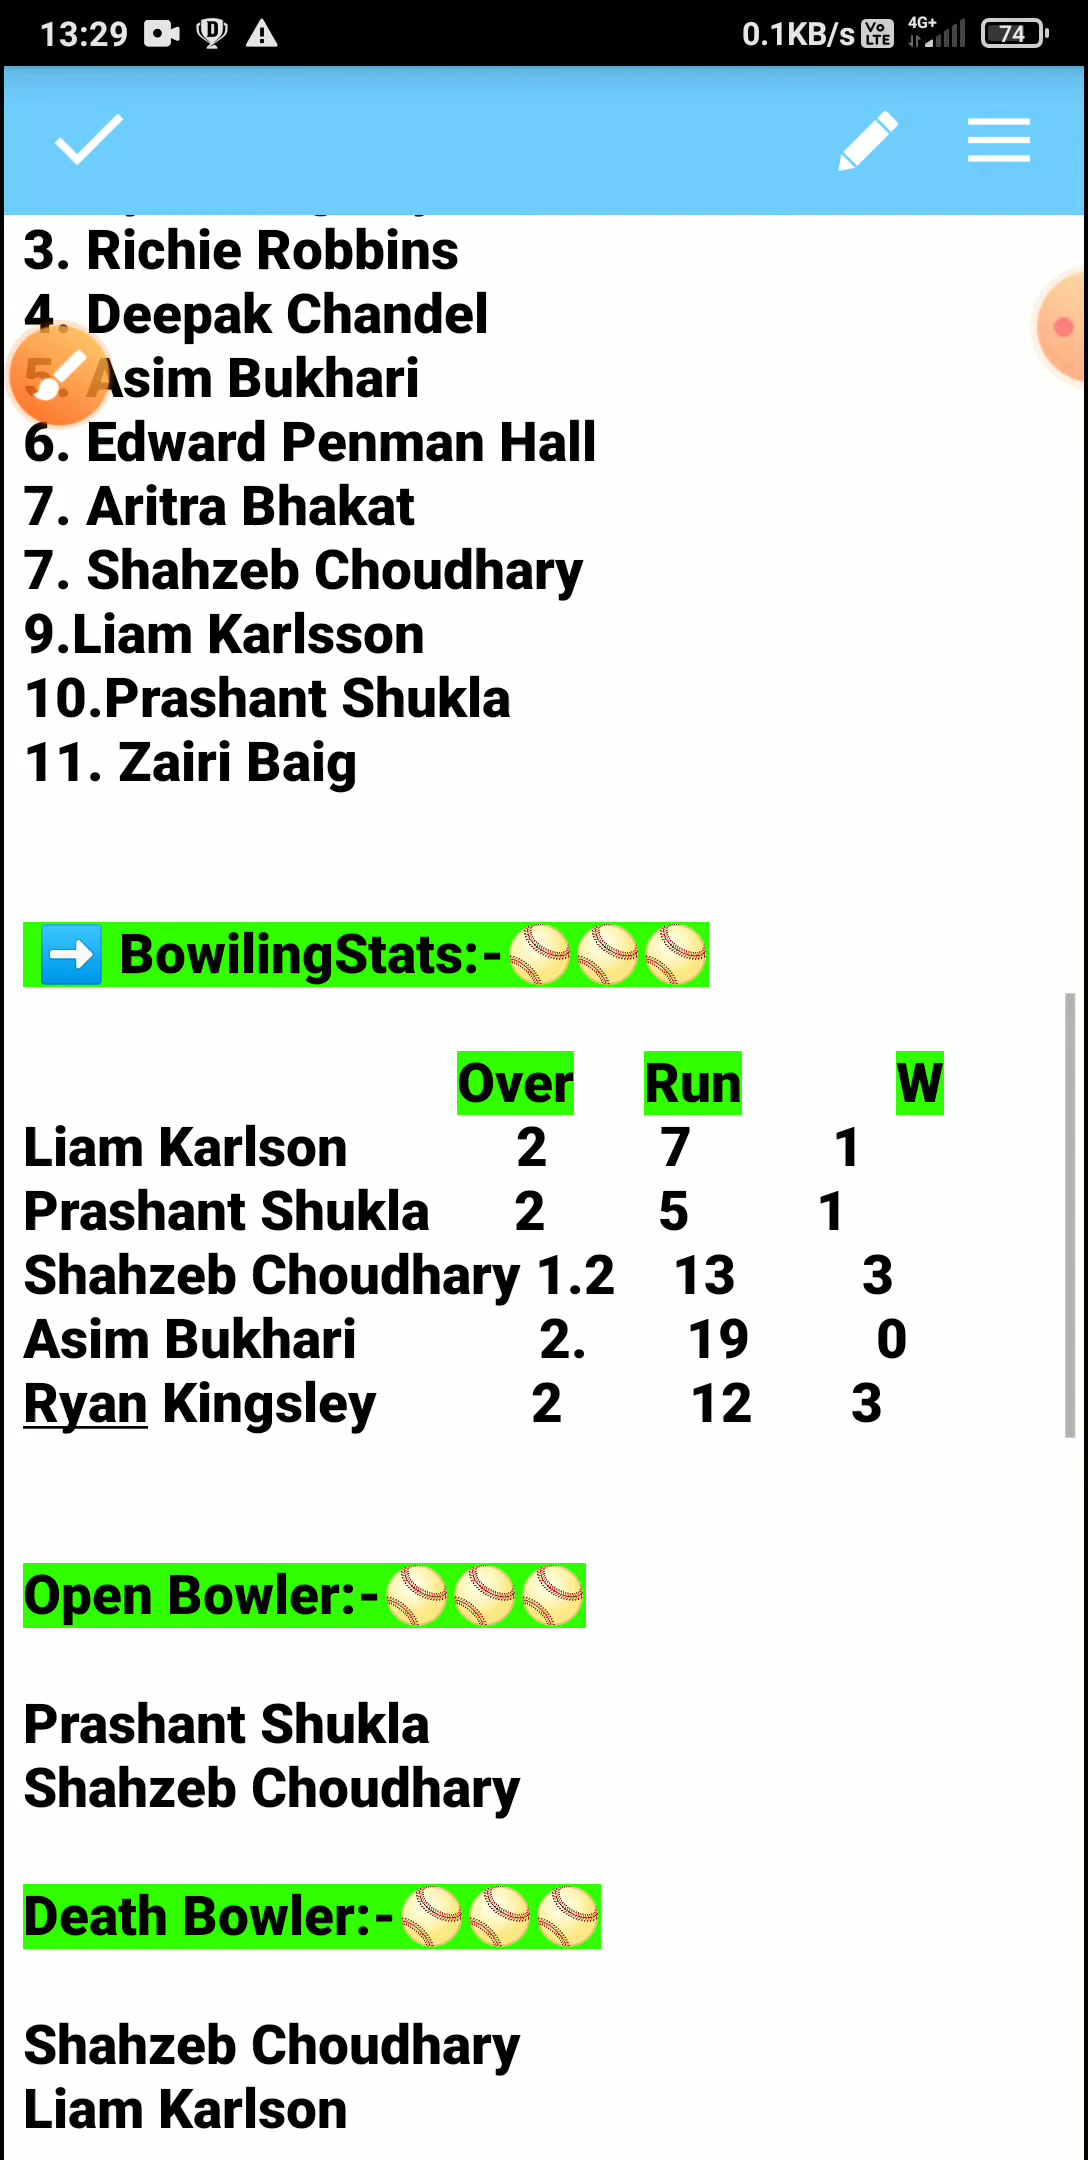 13:29 0.1KB/s Vo LTE 4G+ 74
3. Richie Robbins
4. Deepak Chandel
5. Asim Bukhari
6. Edward Penman Hall
7. Aritra Bhakat
7. Shahzeb Choudhary
9.Liam Karlsson
10.Prashant Shukla
11. Zairi Baig
➡ BowilingStats:-⚾⚾⚾
Over Run W
Liam Karlson 2 7 1
Prashant Shukla 2 5 1
Shahzeb Choudhary 1.2 13 3
Asim Bukhari 2. 19 0
Ryan Kingsley 2 12 3
Open Bowler:-⚾⚾⚾
Prashant Shukla
Shahzeb Choudhary
Death Bowler:-⚾⚾⚾
Shahzeb Choudhary
Liam Karlson